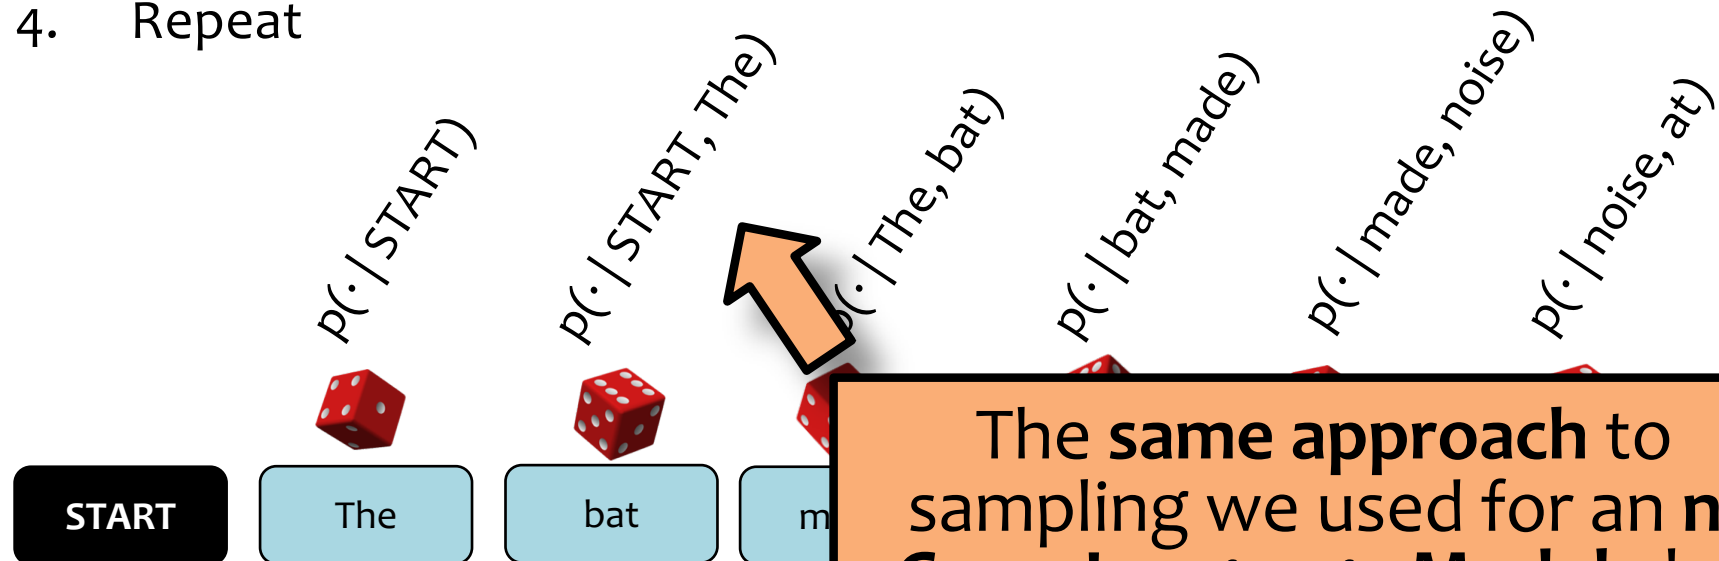 4. Repeat
p(· | START)
p(· | START, The)
p(· | The, bat)
p(· | bat, made)
p(· | made, noise)
p(· | noise, at)
START
The
bat
m
The same approach to
sampling we used for an n